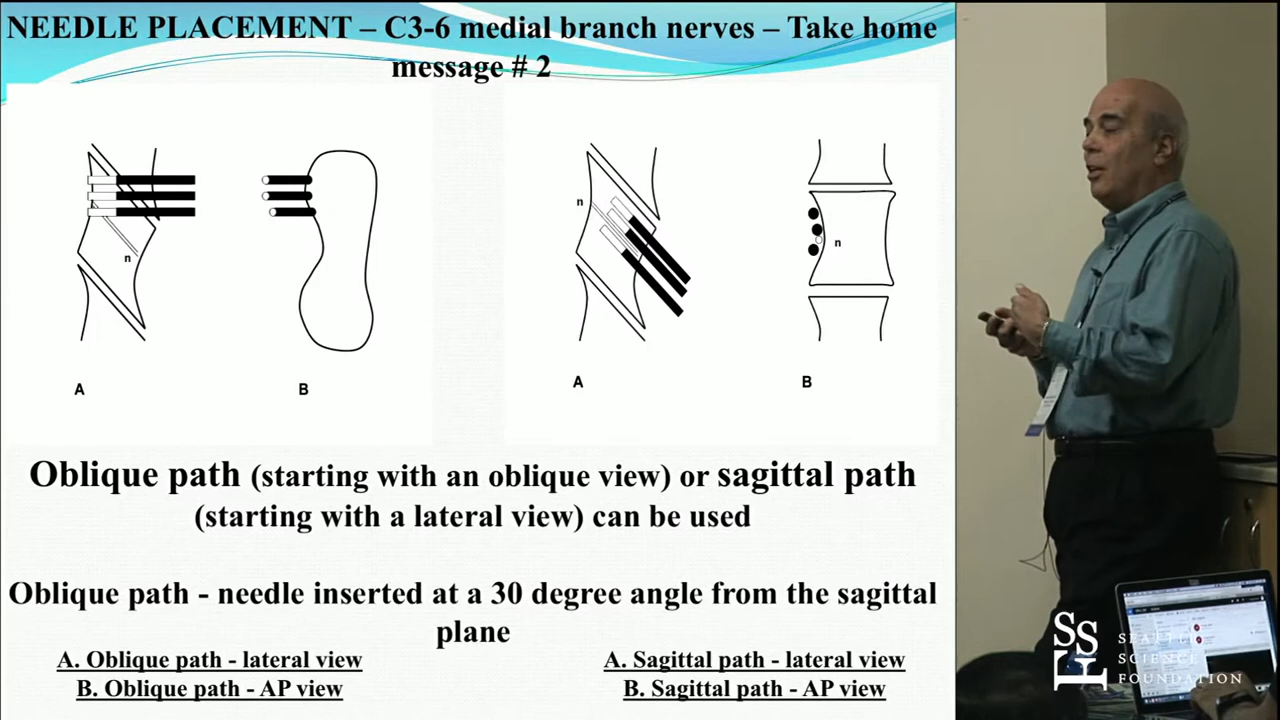 NEEDLE PLACEMENT – C3-6 medial branch nerves – Take home
message # 2
n
A
B
n
n
A
B
Oblique path (starting with an oblique view) or sagittal path
(starting with a lateral view) can be used
Oblique path - needle inserted at a 30 degree angle from the sagittal
plane
A. Oblique path - lateral view
B. Oblique path - AP view
A. Sagittal path - lateral view
B. Sagittal path - AP view
SSF
SEATTLE
SCIENCE
FOUNDATION